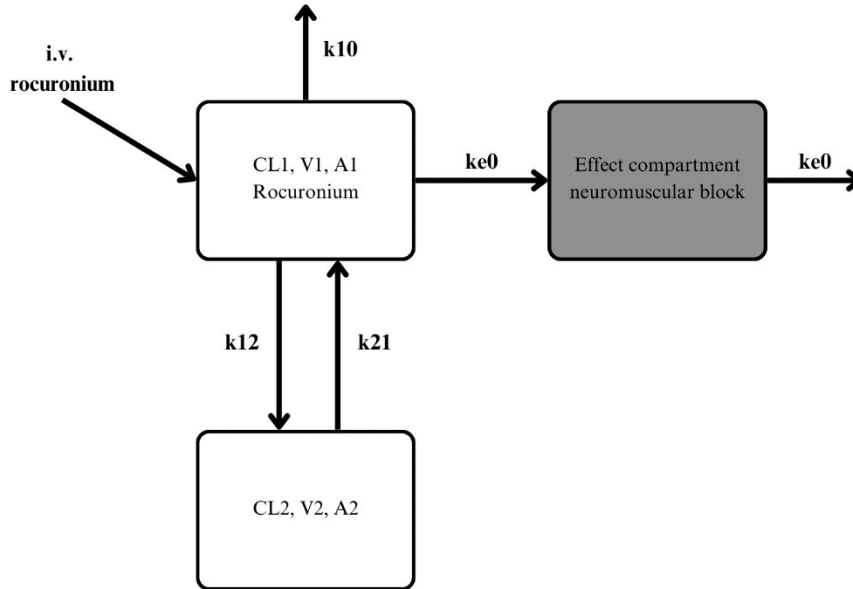 i.v.
rocuronium
k10
CL1, V1, A1
Rocuronium
ke0
Effect compartment
neuromuscular block
ke0
k12
k21
CL2, V2, A2